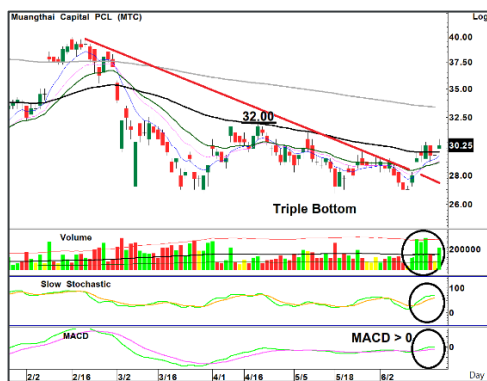 Muangthai Capital PCL (MTC) Log
40.00
37.50
35.00
32.50
32.00
30.25
28.00
26.00
Triple Bottom
Volume
200000
Slow Stochastic
100
0
MACD
MACD > 0
0
2/2 2/16 3/2 3/16 4/1 4/16 5/5 5/18 6/2 Day